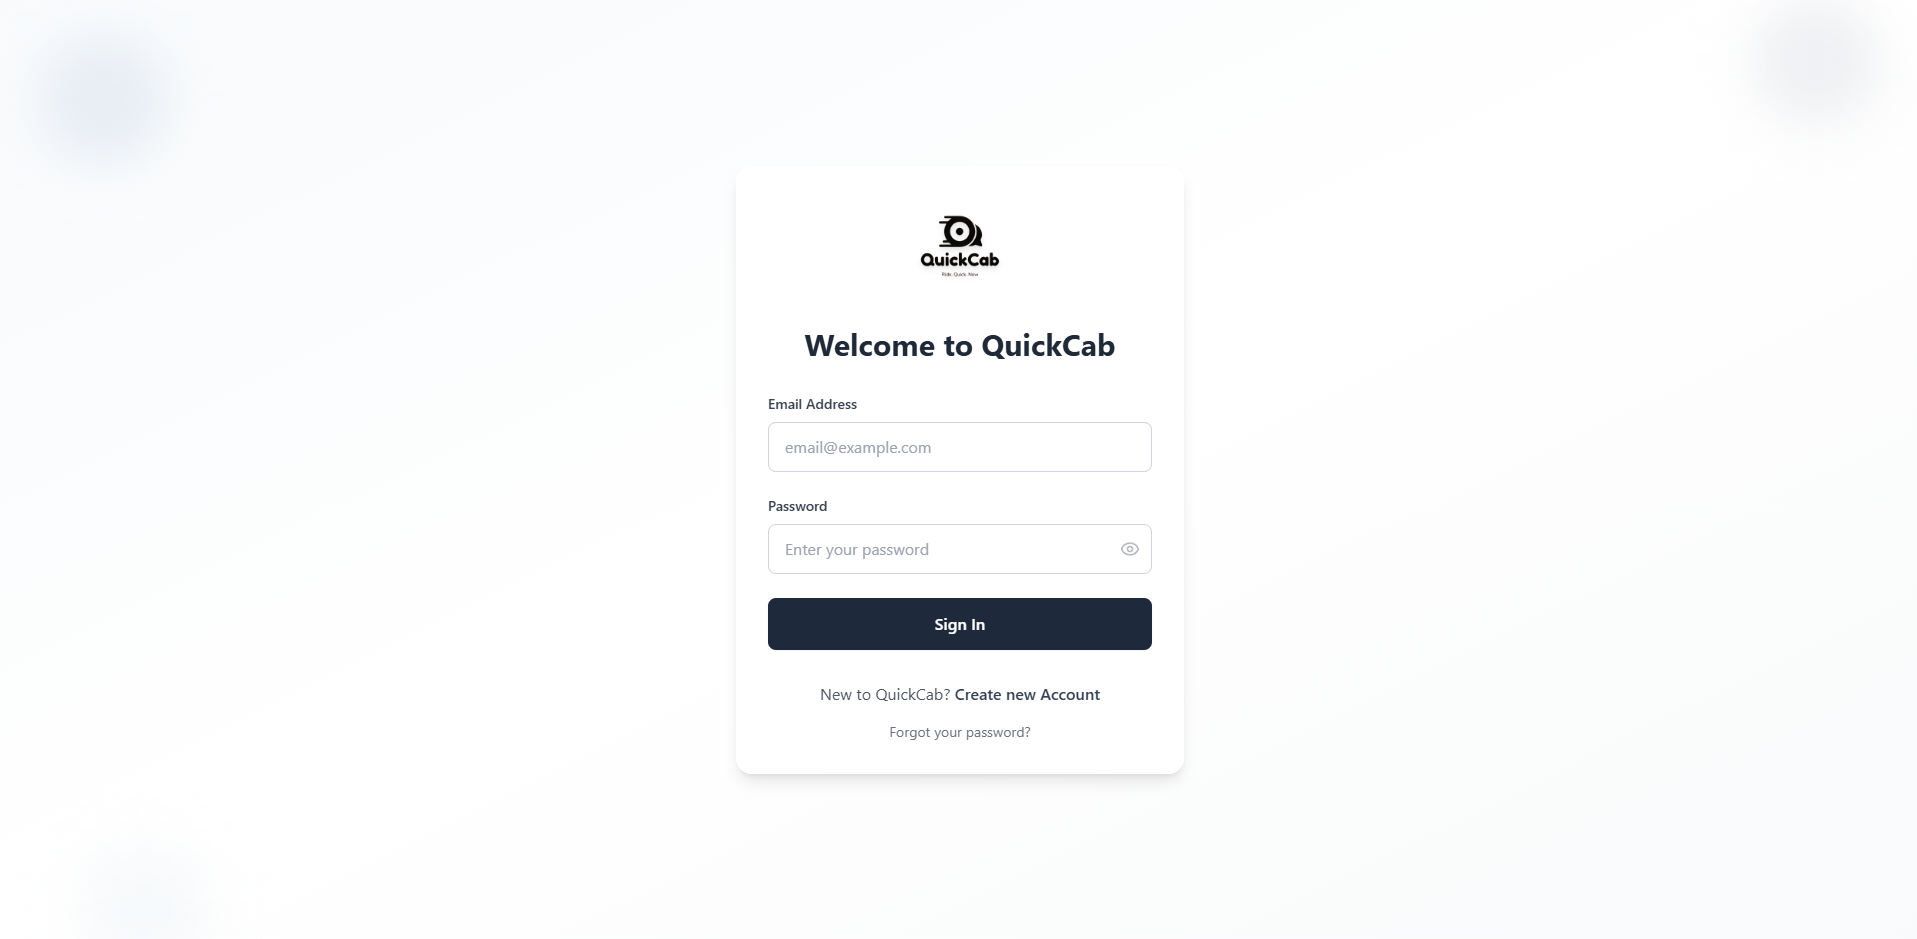 QuickCab
Ride. Quick. Now
Welcome to QuickCab
Email Address
email@example.com
Password
Enter your password
Sign In
New to QuickCab? Create new Account
Forgot your password?